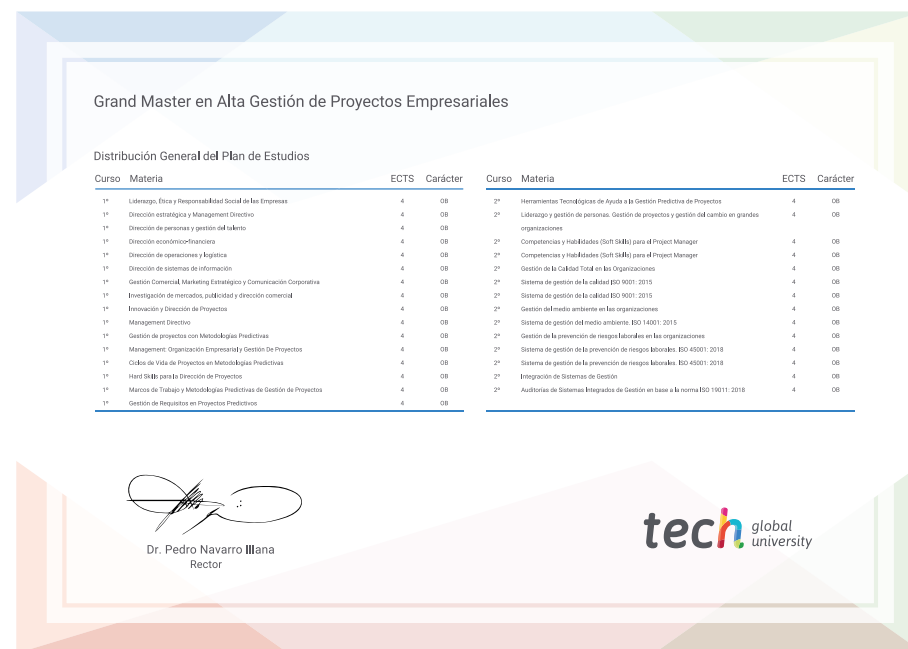 Grand Master en Alta Gestión de Proyectos Empresariales
Distribución General del Plan de Estudios
Curso Materia ECTS Carácter
1º Liderazgo, Ética y Responsabilidad Social de las Empresas 4 OB
1º Dirección estratégica y Management Directivo 4 OB
1º Dirección de personas y gestión del talento 4 OB
1º Dirección económico-financiera 4 OB
1º Dirección de operaciones y logística 4 OB
1º Dirección de sistemas de información 4 OB
1º Gestión Comercial, Marketing Estratégico y Comunicación Corporativa 4 OB
1º Investigación de mercados, publicidad y dirección comercial 4 OB
1º Innovación y Dirección de Proyectos 4 OB
1º Management Directivo 4 OB
1º Gestión de proyectos con Metodologías Predictivas 4 OB
1º Management. Organización Empresarial y Gestión De Proyectos 4 OB
1º Ciclos de Vida de Proyectos en Metodologías Predictivas 4 OB
1º Hard Skills para la Dirección de Proyectos 4 OB
1º Marcos de Trabajo y Metodologías Predictivas de Gestión de Proyectos 4 OB
1º Gestión de Requisitos en Proyectos Predictivos 4 OB
Curso Materia ECTS Carácter
2º Herramientas Tecnológicas de Ayuda a la Gestión Predictiva de Proyectos 4 OB
2º Liderazgo y gestión de personas. Gestión de proyectos y gestión del cambio en grandes 4 OB
organizaciones
2º Competencias y Habilidades (Soft Skills) para el Project Manager 4 OB
2º Competencias y Habilidades (Soft Skills) para el Project Manager 4 OB
2º Gestión de la Calidad Total en las Organizaciones 4 OB
2º Sistema de gestión de la calidad ISO 9001: 2015 4 OB
2º Sistema de gestión de la calidad ISO 9001: 2015 4 OB
2º Gestión del medio ambiente en las organizaciones 4 OB
2º Sistema de gestión del medio ambiente. ISO 14001: 2015 4 OB
2º Gestión de la prevención de riesgos laborales en las organizaciones 4 OB
2º Sistema de gestión de la prevención de riesgos laborales. ISO 45001: 2018 4 OB
2º Sistema de gestión de la prevención de riesgos laborales. ISO 45001: 2018 4 OB
2º Integración de Sistemas de Gestión 4 OB
2º Auditorías de Sistemas Integrados de Gestión en base a la norma ISO 19011: 2018 4 OB
Dr. Pedro Navarro Illana
Rector
tech global
university